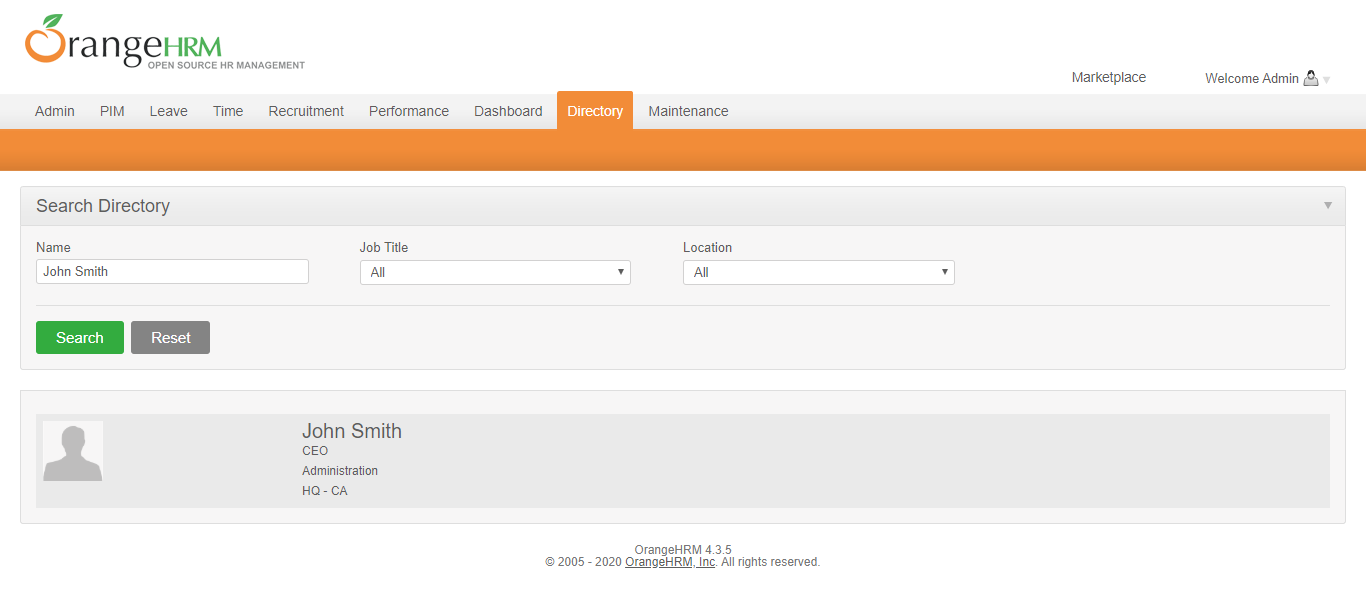 OrangeHRM
OPEN SOURCE HR MANAGEMENT
Marketplace Welcome Admin
Admin PIM Leave Time Recruitment Performance Dashboard Directory Maintenance
Search Directory
Name Job Title Location
John Smith All All
Search Reset
John Smith
CEO
Administration
HQ - CA
OrangeHRM 4.3.5
© 2005 - 2020 OrangeHRM, Inc. All rights reserved.